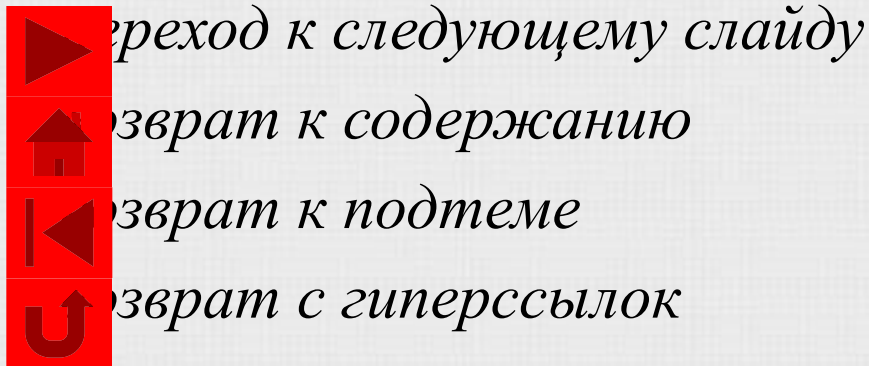 ереход к следующему слайду
озврат к содержанию
озврат к подтеме
озврат с гиперссылок